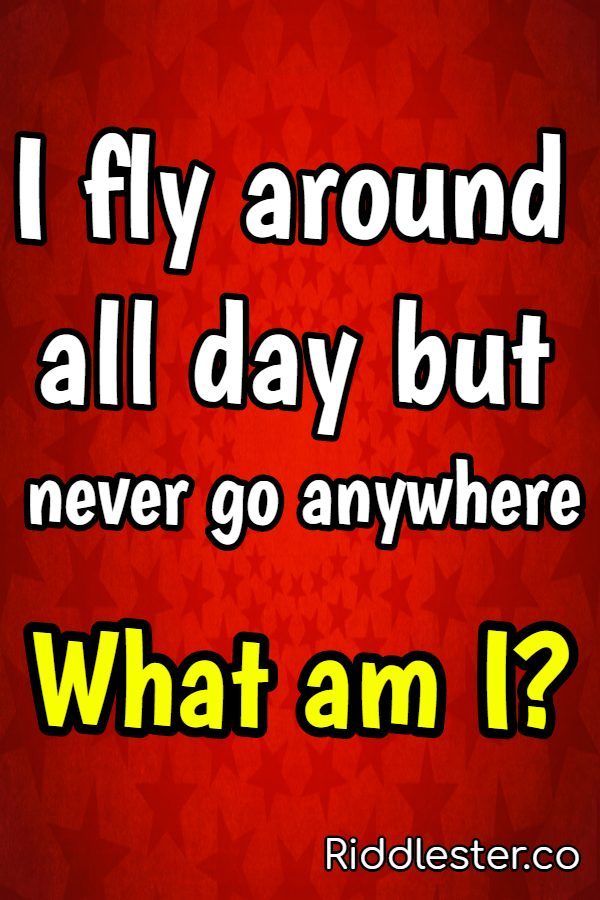 I fly around
all day but
never go anywhere
What am I?
Riddlester.co